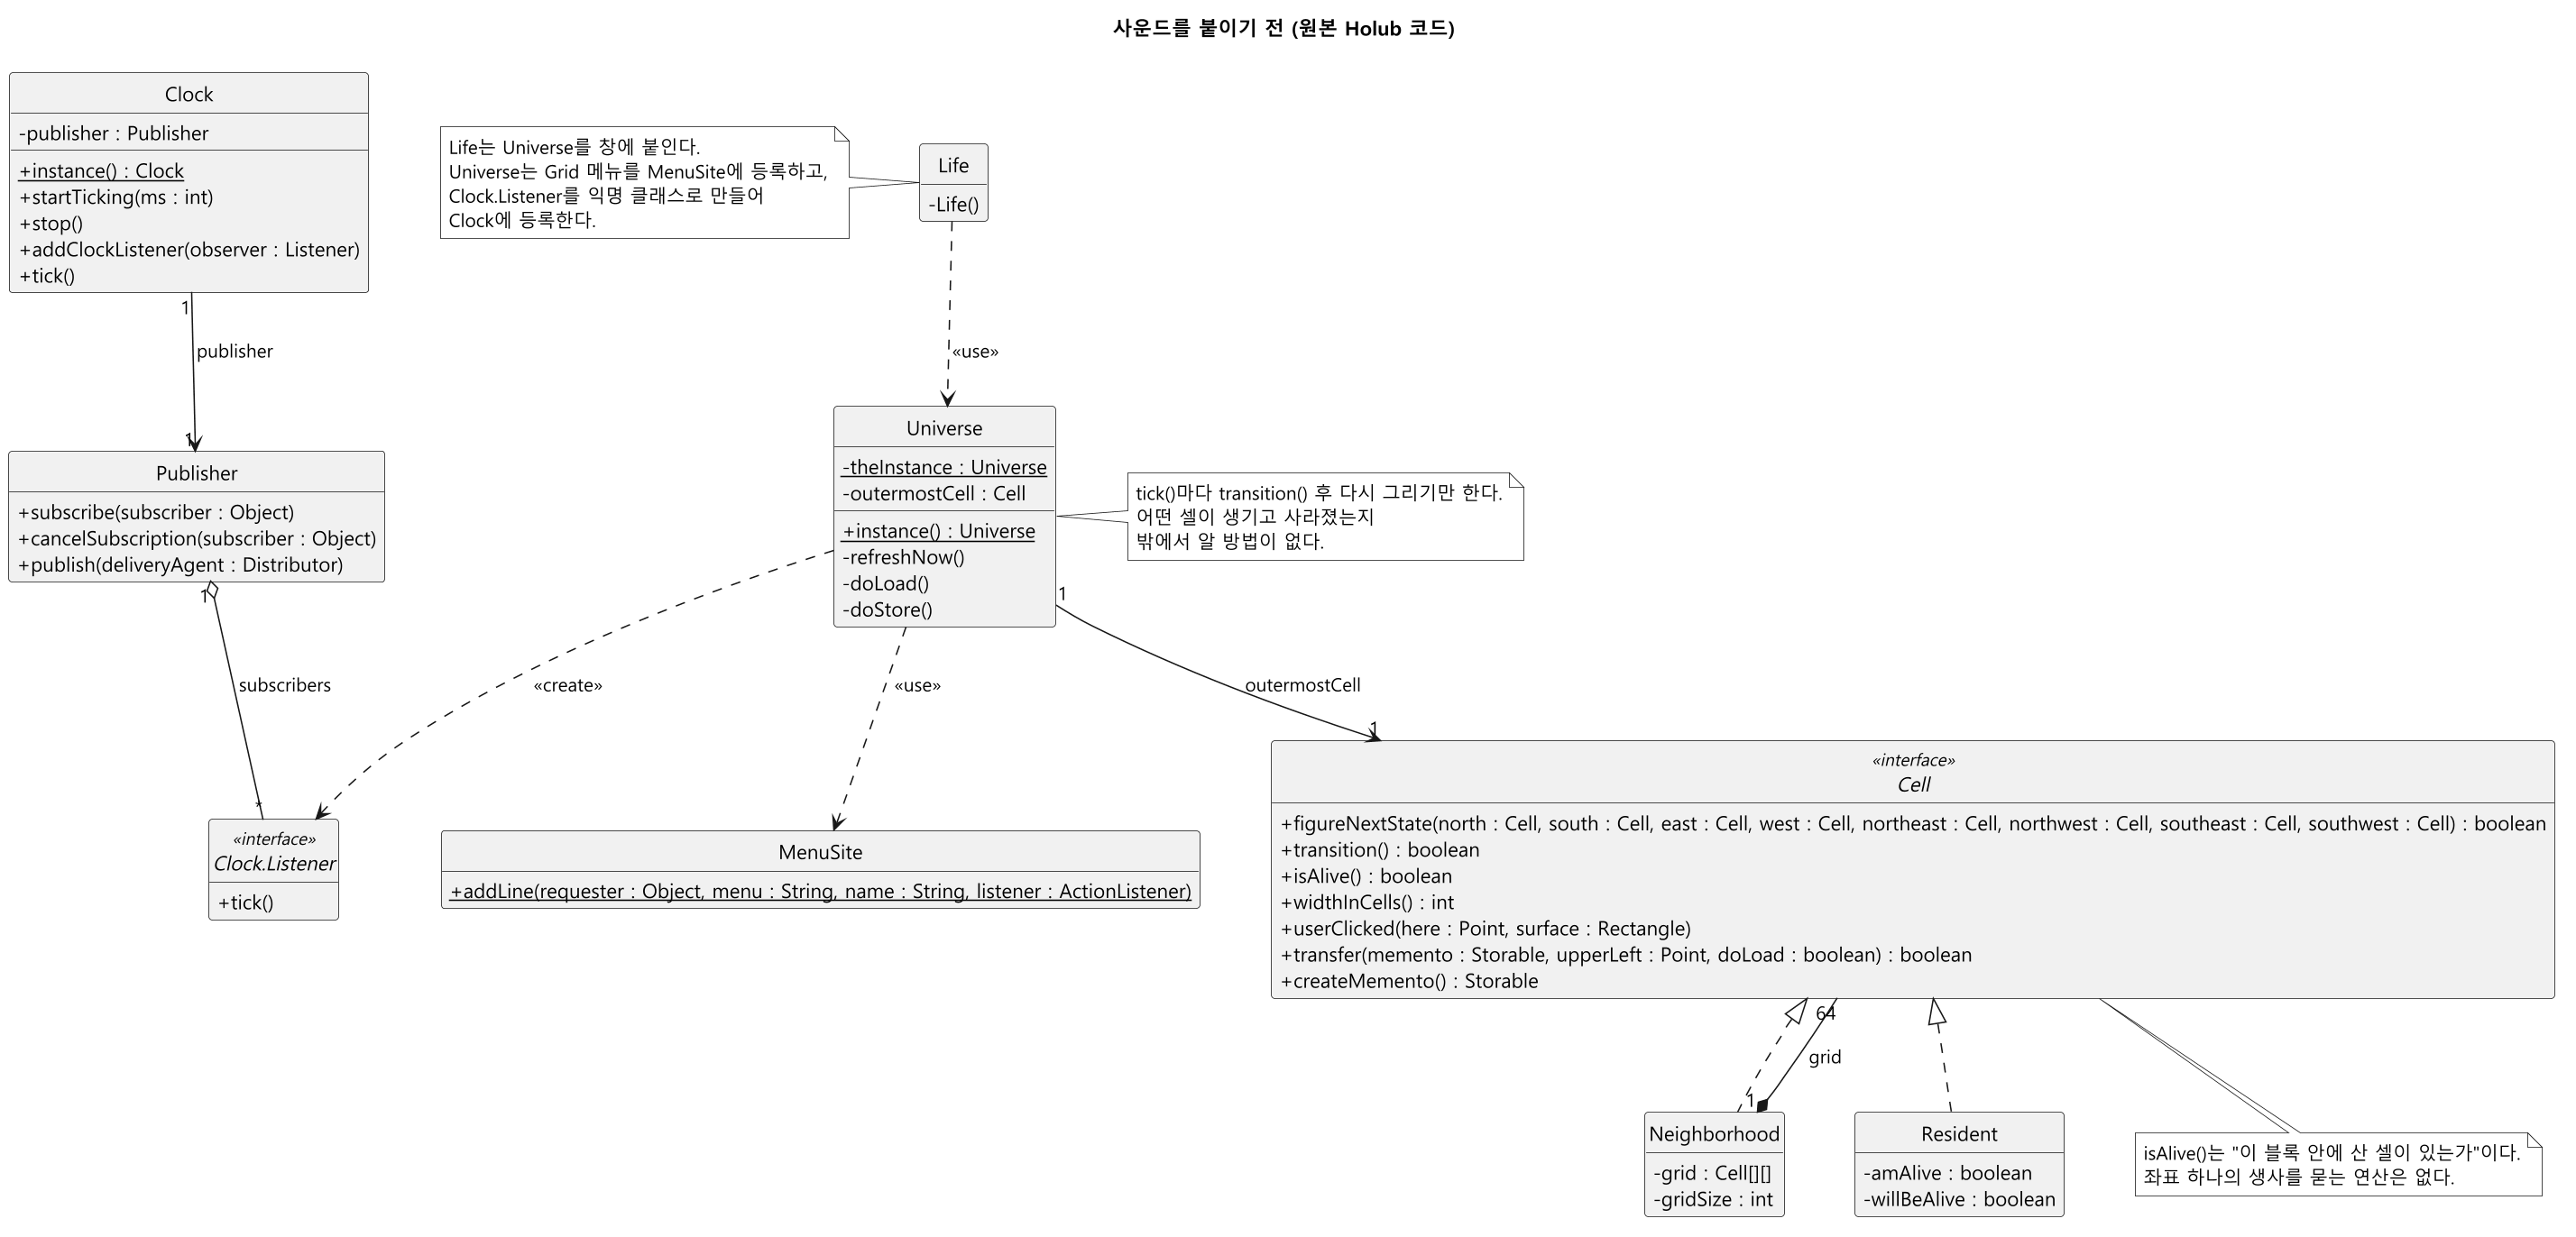 사운드를 붙이기 전 (원본 Holub 코드)
Clock
-publisher : Publisher
+instance() : Clock
+startTicking(ms : int)
+stop()
+addClockListener(observer : Listener)
+tick()
Life는 Universe를 창에 붙인다.
Universe는 Grid 메뉴를 MenuSite에 등록하고,
Clock.Listener를 익명 클래스로 만들어
Clock에 등록한다.
Life
-Life()
1
publisher
1
«use»
Publisher
+subscribe(subscriber : Object)
+cancelSubscription(subscriber : Object)
+publish(deliveryAgent : Distributor)
Universe
-theInstance : Universe
-outermostCell : Cell
+instance() : Universe
-refreshNow()
-doLoad()
-doStore()
tick()마다 transition() 후 다시 그리기만 한다.
어떤 셀이 생기고 사라졌는지
밖에서 알 방법이 없다.
1
subscribers
*
«create»
«use»
1
outermostCell
1
«interface»
Clock.Listener
+tick()
MenuSite
+addLine(requester : Object, menu : String, name : String, listener : ActionListener)
«interface»
Cell
+figureNextState(north : Cell, south : Cell, east : Cell, west : Cell, northeast : Cell, northwest : Cell, southeast : Cell, southwest : Cell) : boolean
+transition() : boolean
+isAlive() : boolean
+widthInCells() : int
+userClicked(here : Point, surface : Rectangle)
+transfer(memento : Storable, upperLeft : Point, doLoad : boolean) : boolean
+createMemento() : Storable
64
grid
1
Neighborhood
-grid : Cell[][]
-gridSize : int
Resident
-amAlive : boolean
-willBeAlive : boolean
isAlive()는 "이 블록 안에 산 셀이 있는가"이다.
좌표 하나의 생사를 묻는 연산은 없다.